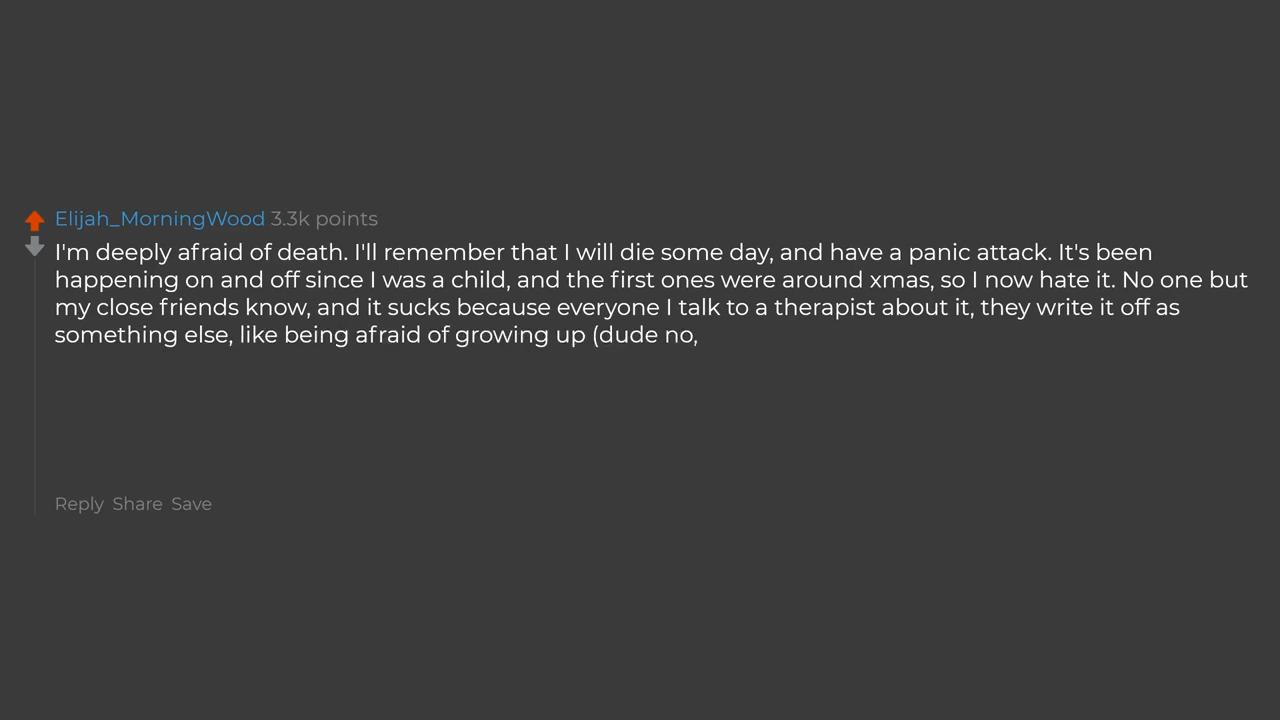 Elijah_MorningWood 3.3k points
I'm deeply afraid of death. I'll remember that I will die some day, and have a panic attack. It's been
happening on and off since I was a child, and the first ones were around xmas, so I now hate it. No one but
my close friends know, and it sucks because everyone I talk to a therapist about it, they write it off as
something else, like being afraid of growing up (dude no,
Reply Share Save